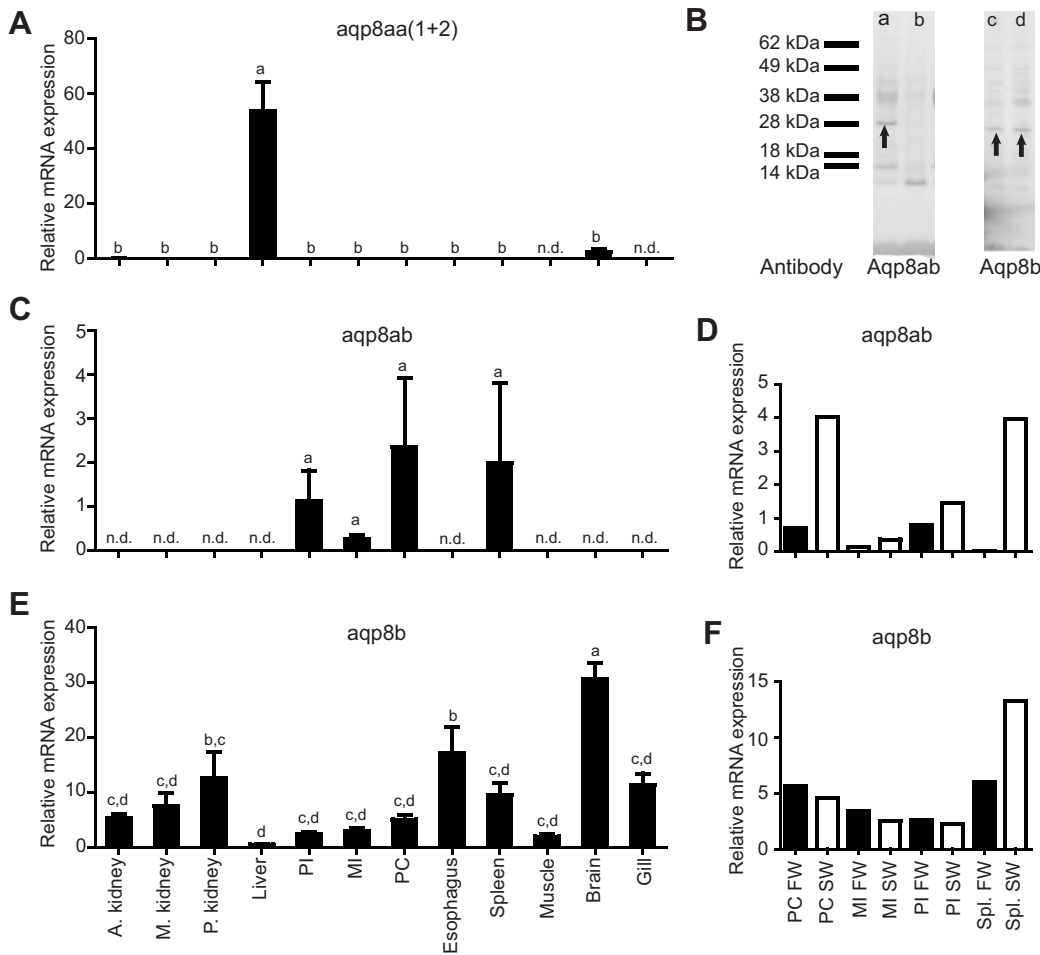 A
aqp8aa(1+2)
Relative mRNA expression
80
60
40
20
0
b b b a b b b b b n.d. b n.d.
B
a b c d
62 kDa
49 kDa
38 kDa
28 kDa
18 kDa
14 kDa
Antibody Aqp8ab Aqp8b
C
aqp8ab
Relative mRNA expression
5
4
3
2
1
0
n.d. n.d. n.d. n.d. a a a n.d. a n.d. n.d. n.d.
D
aqp8ab
Relative mRNA expression
5
4
3
2
1
0
E
aqp8b
Relative mRNA expression
40
30
20
10
0
c,d c,d b,c d c,d c,d c,d b c,d c,d a c,d
A. kidney
M. kidney
P. kidney
Liver
PI
MI
PC
Esophagus
Spleen
Muscle
Brain
Gill
F
aqp8b
Relative mRNA expression
15
10
5
0
PC FW
PC SW
MI FW
MI SW
PI FW
PI SW
Spl. FW
Spl. SW